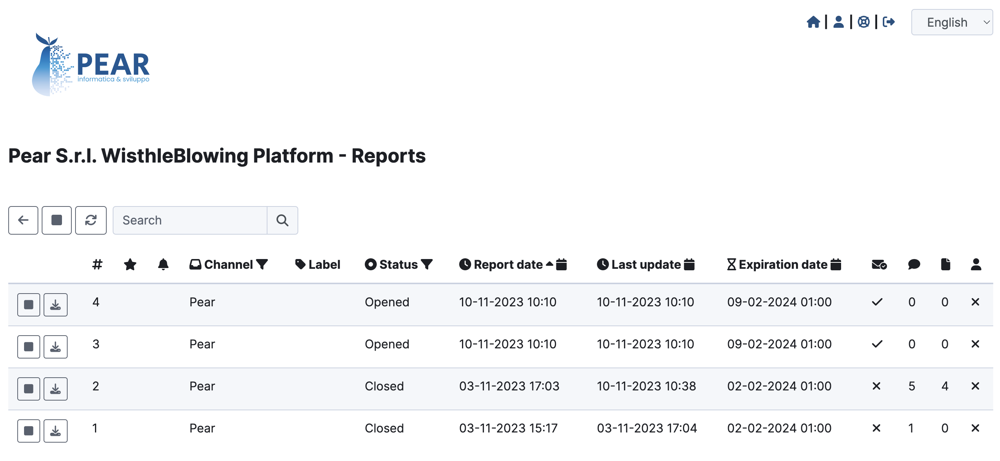 English
PEAR
informatica & sviluppo
Pear S.r.l. WisthleBlowing Platform - Reports
Search
# Channel Label Status Report date Last update Expiration date
4 Pear Opened 10-11-2023 10:10 10-11-2023 10:10 09-02-2024 01:00 0 0
3 Pear Opened 10-11-2023 10:10 10-11-2023 10:10 09-02-2024 01:00 0 0
2 Pear Closed 03-11-2023 17:03 10-11-2023 10:38 02-02-2024 01:00 5 4
1 Pear Closed 03-11-2023 15:17 03-11-2023 17:04 02-02-2024 01:00 1 0